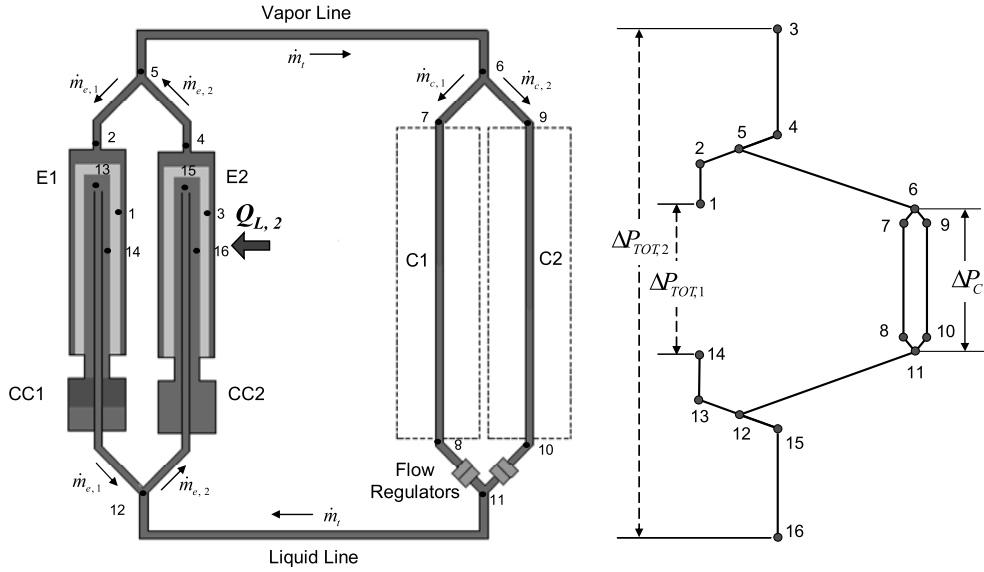 Vapor Line
ṁt
5
6
ṁe,1
ṁe,2
ṁc,1
ṁc,2
2
4
7
9
E1
13
15
E2
1
3
QL, 2
14
16
C1
C2
CC1
CC2
8
10
Flow
Regulators
ṁe,1
ṁe,2
12
11
ṁt
Liquid Line
3
4
5
2
1
6
7
9
ΔPTOT,2
ΔPTOT,1
ΔPC
8
10
11
14
13
12
15
16